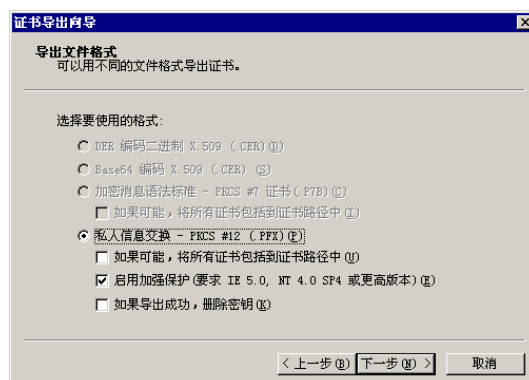 证书导出向导
导出文件格式
可以用不同的文件格式导出证书。
选择要使用的格式:
DER 编码二进制 X.509 (.CER)(D)
Base64 编码 X.509 (.CER) (S)
加密消息语法标准 - PKCS #7 证书(.P7B)(C)
如果可能，将所有证书包括到证书路径中(I)
私人信息交换 - PKCS #12 (.PFX)(P)
如果可能，将所有证书包括到证书路径中(U)
启用加强保护(要求 IE 5.0, NT 4.0 SP4 或更高版本)(E)
如果导出成功，删除密钥(K)
< 上一步(B) 下一步(N) > 取消